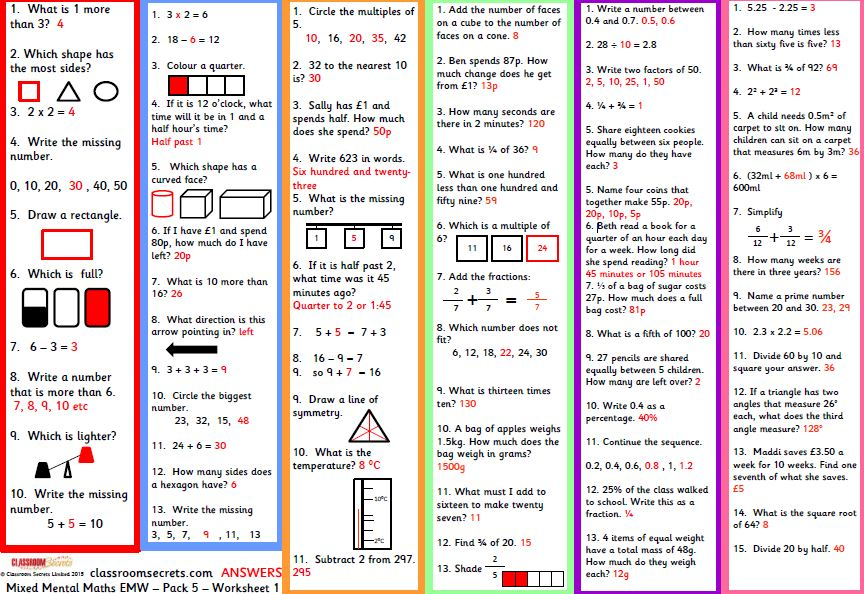 1. What is 1 more
than 3? 4
2. Which shape has
the most sides?
3. 2 x 2 = 4
4. Write the missing
number.
0, 10, 20, 30 , 40, 50
5. Draw a rectangle.
6. Which is full?
7. 6 – 3 = 3
8. Write a number
that is more than 6.
7, 8, 9, 10 etc
9. Which is lighter?
10. Write the missing
number.
5 + 5 = 10
1. 3 x 2 = 6
2. 18 – 6 = 12
3. Colour a quarter.
4. If it is 12 o'clock, what
time will it be in 1 and a
half hour's time?
Half past 1
5. Which shape has a
curved face?
6. If I have £1 and spend
80p, how much do I have
left? 20p
7. What is 10 more than
16? 26
8. What direction is this
arrow pointing in? left
9. 3 + 3 + 3 = 9
10. Circle the biggest
number.
23, 32, 15, 48
11. 24 + 6 = 30
12. How many sides does
a hexagon have? 6
13. Write the missing
number.
3, 5, 7, 9 , 11, 13
1. Circle the multiples of
5.
10, 16, 20, 35, 42
2. 32 to the nearest 10
is? 30
3. Sally has £1 and
spends half. How much
does she spend? 50p
4. Write 623 in words.
Six hundred and twenty-
three
5. What is the missing
number?
1 5 9
6. If it is half past 2,
what time was it 45
minutes ago?
Quarter to 2 or 1:45
7. 5 + 5 = 7 + 3
8. 16 – 9 = 7
9. so 9 + 7 = 16
9. Draw a line of
symmetry.
10. What is the
temperature? 8 °C
10°C
2°C
11. Subtract 2 from 297.
295
1. Add the number of faces
on a cube to the number of
faces on a cone. 8
2. Ben spends 87p. How
much change does he get
from £1? 13p
3. How many seconds are
there in 2 minutes? 120
4. What is ¼ of 36? 9
5. What is one hundred
less than one hundred and
fifty nine? 59
6. Which is a multiple of
6? 11 16 24
7. Add the fractions:
2/7 + 3/7 = 5/7
8. Which number does not
fit?
6, 12, 18, 22, 24, 30
9. What is thirteen times
ten? 130
10. A bag of apples weighs
1.5kg. How much does the
bag weigh in grams?
1500g
11. What must I add to
sixteen to make twenty
seven? 11
12. Find ¾ of 20. 15
13. Shade 2/5
1. Write a number between
0.4 and 0.7. 0.5, 0.6
2. 28 ÷ 10 = 2.8
3. Write two factors of 50.
2, 5, 10, 25, 1, 50
4. ¼ + ¾ = 1
5. Share eighteen cookies
equally between six people.
How many do they have
each? 3
5. Name four coins that
together make 55p. 20p,
20p, 10p, 5p
6. Beth read a book for a
quarter of an hour each day
for a week. How long did
she spend reading? 1 hour
45 minutes or 105 minutes
7. ⅓ of a bag of sugar costs
27p. How much does a full
bag cost? 81p
8. What is a fifth of 100? 20
9. 27 pencils are shared
equally between 5 children.
How many are left over? 2
10. Write 0.4 as a
percentage. 40%
11. Continue the sequence.
0.2, 0.4, 0.6, 0.8 , 1, 1.2
12. 25% of the class walked
to school. Write this as a
fraction. ¼
13. 4 items of equal weight
have a total mass of 48g.
How much do they weigh
each? 12g
1. 5.25 - 2.25 = 3
2. How many times less
than sixty five is five? 13
3. What is ¾ of 92? 69
4. 2² + 2³ = 12
5. A child needs 0.5m² of
carpet to sit on. How many
children can sit on a carpet
that measures 6m by 3m? 36
6. (32ml + 68ml ) x 6 =
600ml
7. Simplify
6/12 + 3/12 = ¾
8. How many weeks are
there in three years? 156
9. Name a prime number
between 20 and 30. 23, 29
10. 2.3 x 2.2 = 5.06
11. Divide 60 by 10 and
square your answer. 36
12. If a triangle has two
angles that measure 26°
each, what does the third
angle measure? 128°
13. Maddi saves £3.50 a
week for 10 weeks. Find one
seventh of what she saves.
£5
14. What is the square root
of 64? 8
15. Divide 20 by half. 40
CLASSROOM Secrets
© Classroom Secrets Limited 2015 classroomsecrets.com ANSWERS
Mixed Mental Maths EMW – Pack 5 – Worksheet 1